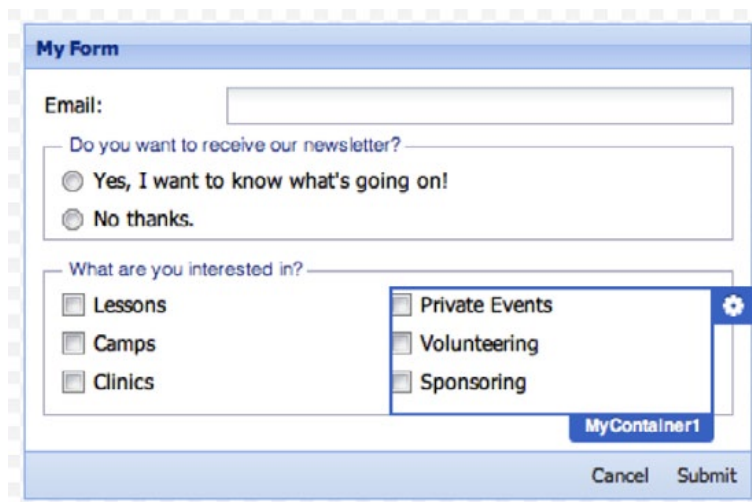 My Form
Email:
Do you want to receive our newsletter?
Yes, I want to know what's going on!
No thanks.
What are you interested in?
Lessons
Private Events
Camps
Volunteering
Clinics
Sponsoring
MyContainer1
Cancel Submit